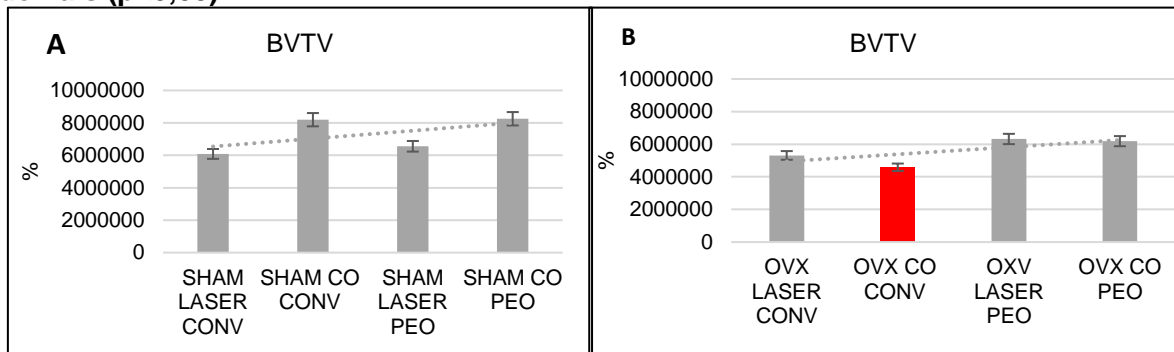 A
BVTV
10000000
8000000
6000000
4000000
2000000
0
%
SHAM LASER CONV
SHAM CO CONV
SHAM LASER PEO
SHAM CO PEO
B
BVTV
10000000
8000000
6000000
4000000
2000000
0
%
OVX LASER CONV
OVX CO CONV
OXV LASER PEO
OVX CO PEO